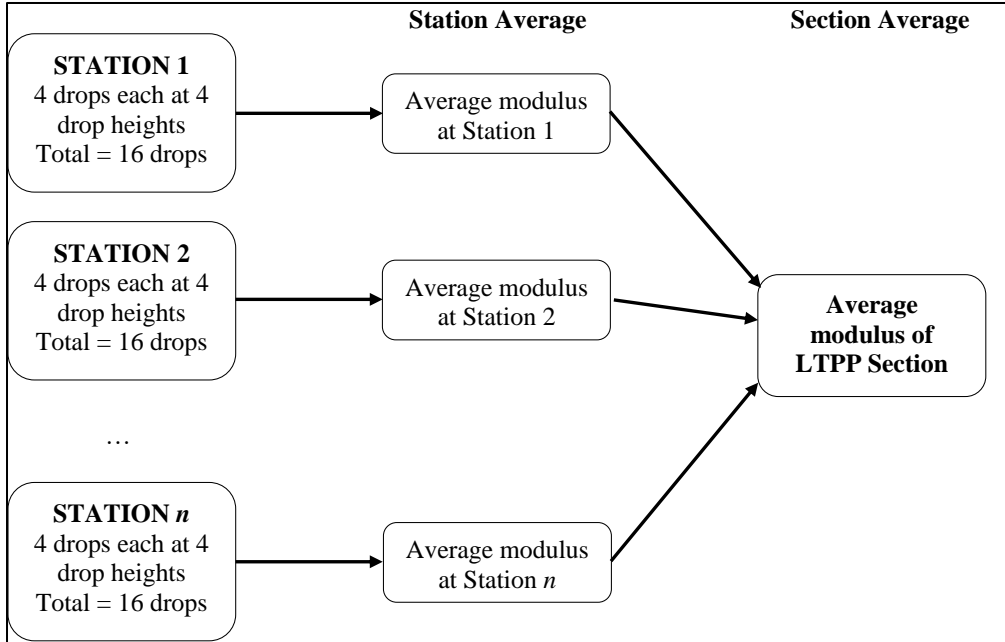 Station Average
Section Average
STATION 1
4 drops each at 4
drop heights
Total = 16 drops
Average modulus
at Station 1
STATION 2
4 drops each at 4
drop heights
Total = 16 drops
Average modulus
at Station 2
Average
modulus of
LTPP Section
…
STATION n
4 drops each at 4
drop heights
Total = 16 drops
Average modulus
at Station n